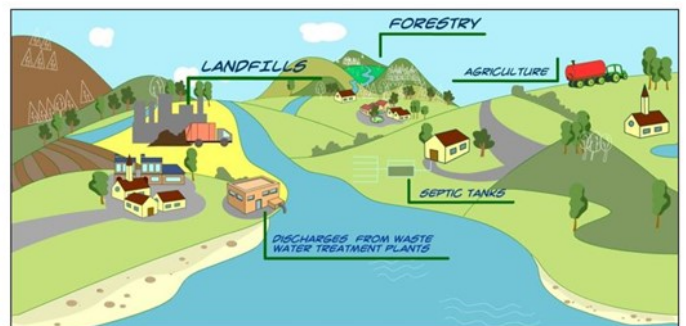 FORESTRY
LANDFILLS
AGRICULTURE
SEPTIC TANKS
DISCHARGES FROM WASTE
WATER TREATMENT PLANTS